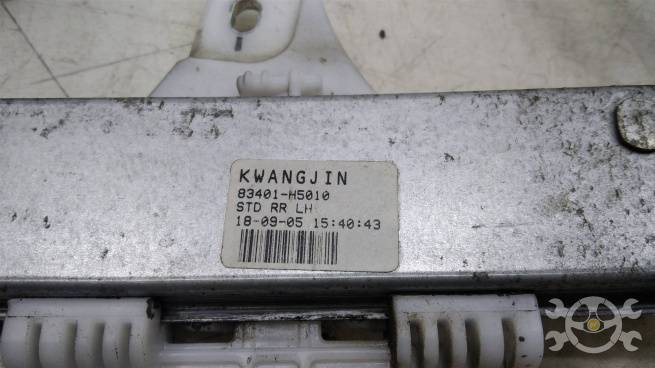 KWANGJIN
83401-H5010
STD RR LH
18-09-05 15:40:43